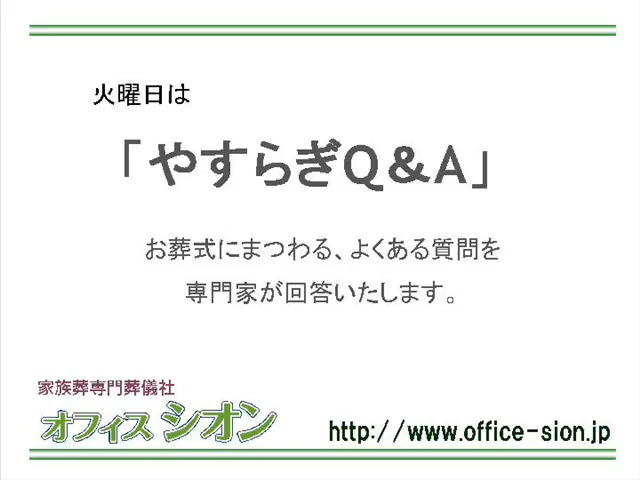 火曜日は
「やすらぎQ&A」
お葬式にまつわる、よくある質問を
専門家が回答いたします。
家族葬専門葬儀社
オフィスシオン
http://www.office-sion.jp